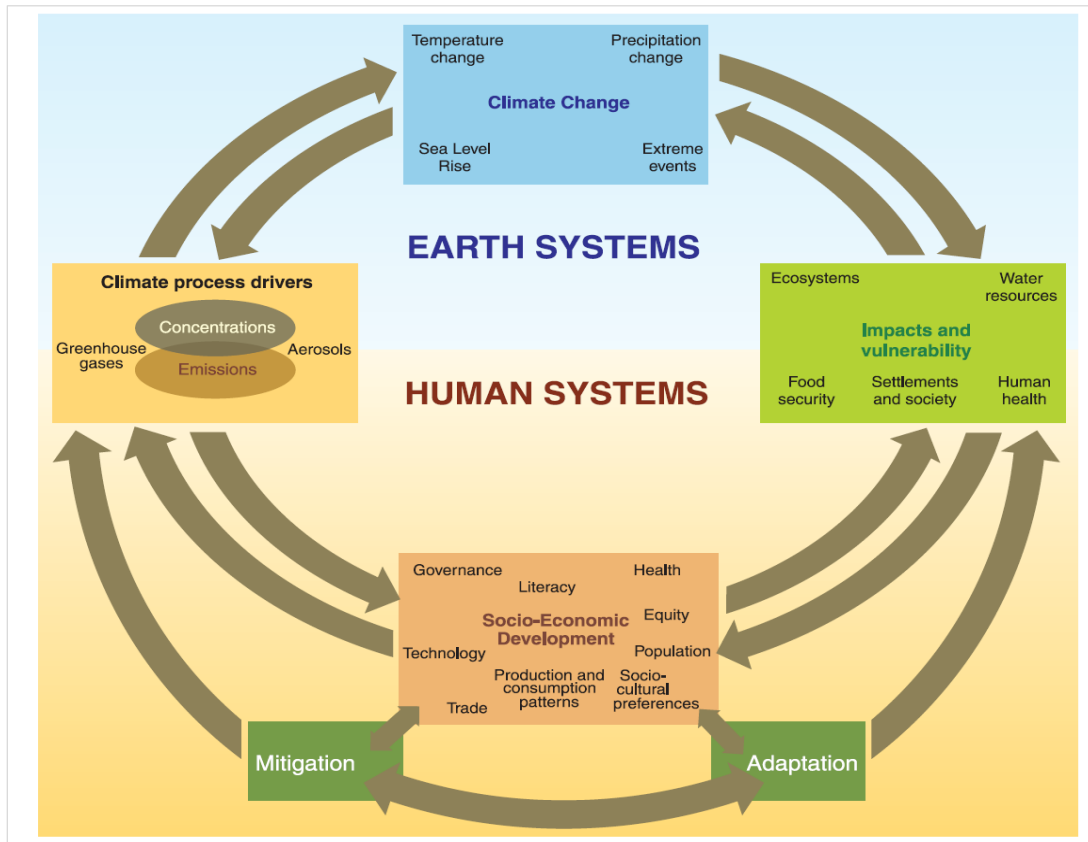 Temperature
change
Precipitation
change
Climate Change
Sea Level
Rise
Extreme
events
EARTH SYSTEMS
Climate process drivers
Concentrations
Greenhouse
gases
Aerosols
Emissions
Ecosystems
Water
resources
Impacts and
vulnerability
Food
security
Settlements
and society
Human
health
HUMAN SYSTEMS
Governance
Literacy
Health
Socio-Economic
Development
Equity
Technology
Population
Production and
consumption
patterns
Socio-
cultural
preferences
Trade
Mitigation
Adaptation